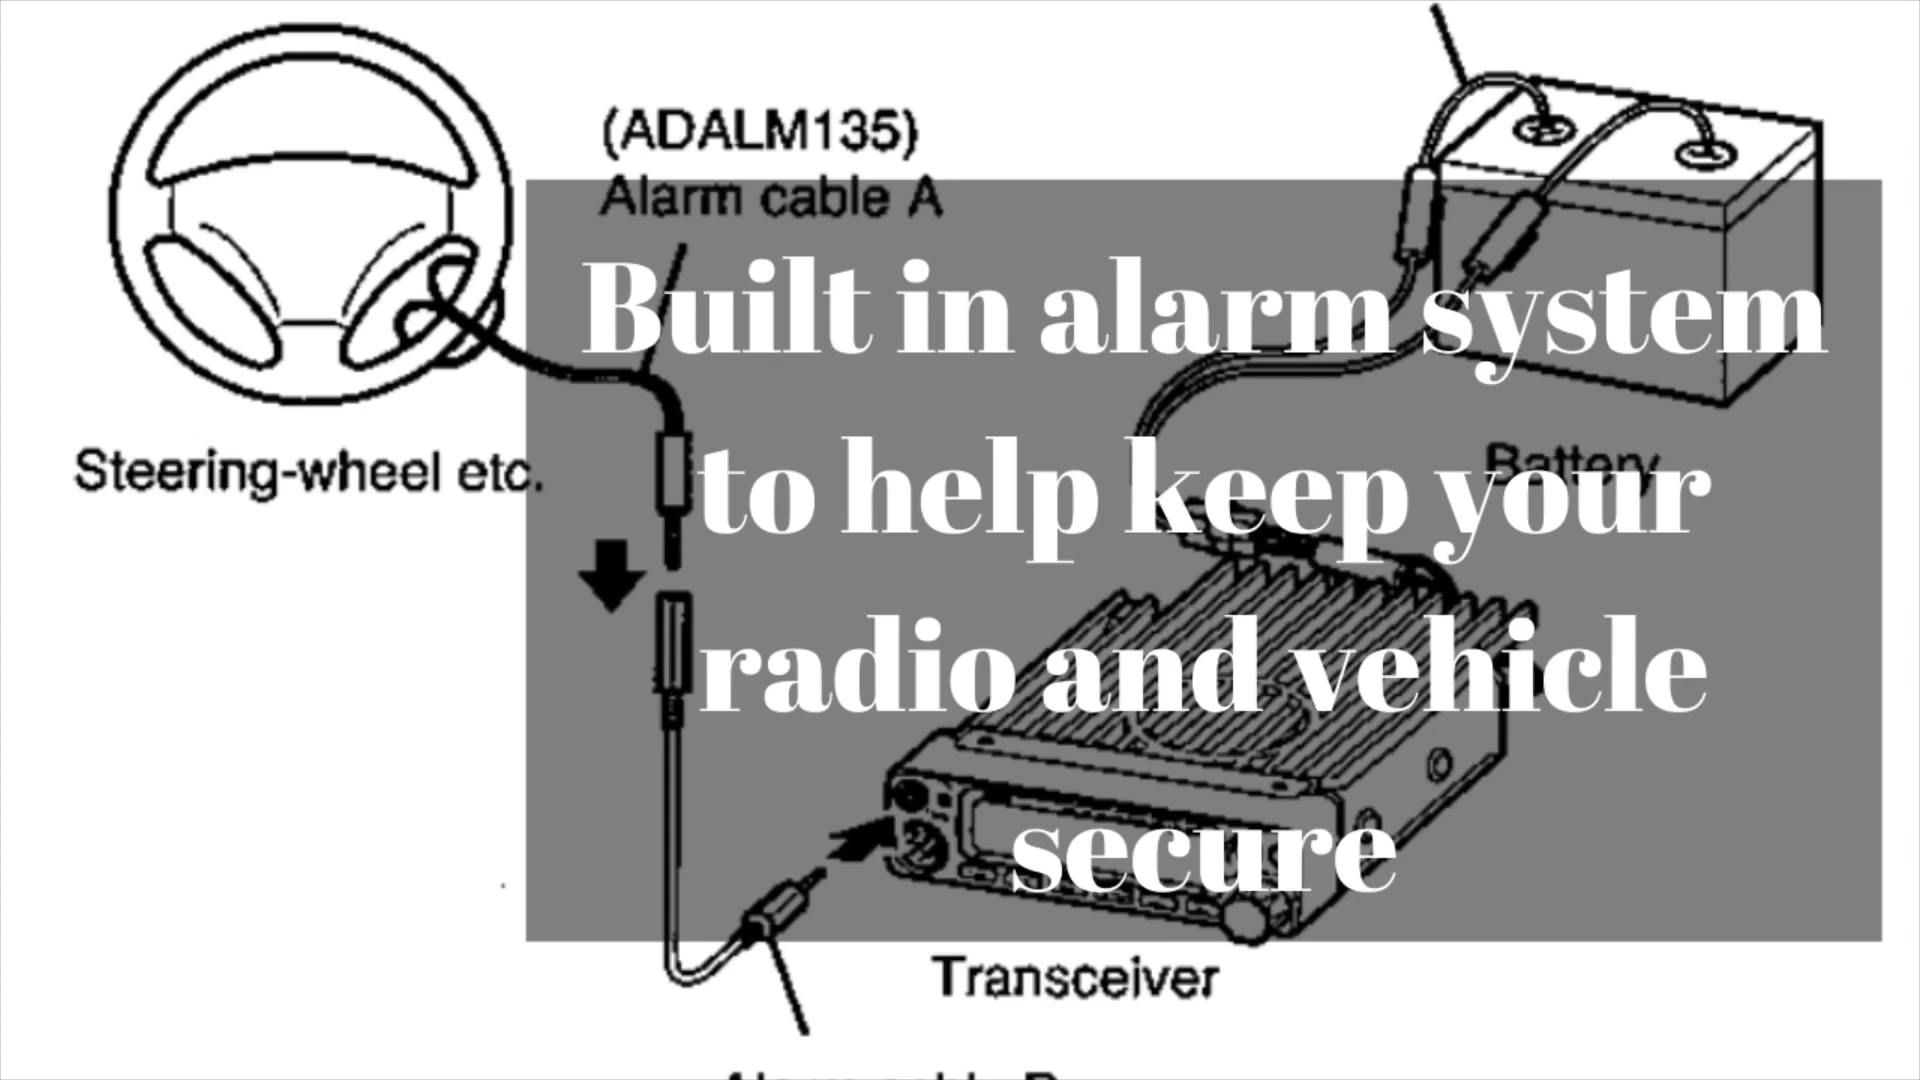 (ADALM135)
Alarm cable A
Built in alarm system
to help keep your
radio and vehicle
secure
Steering-wheel etc.
Battery
Transceiver